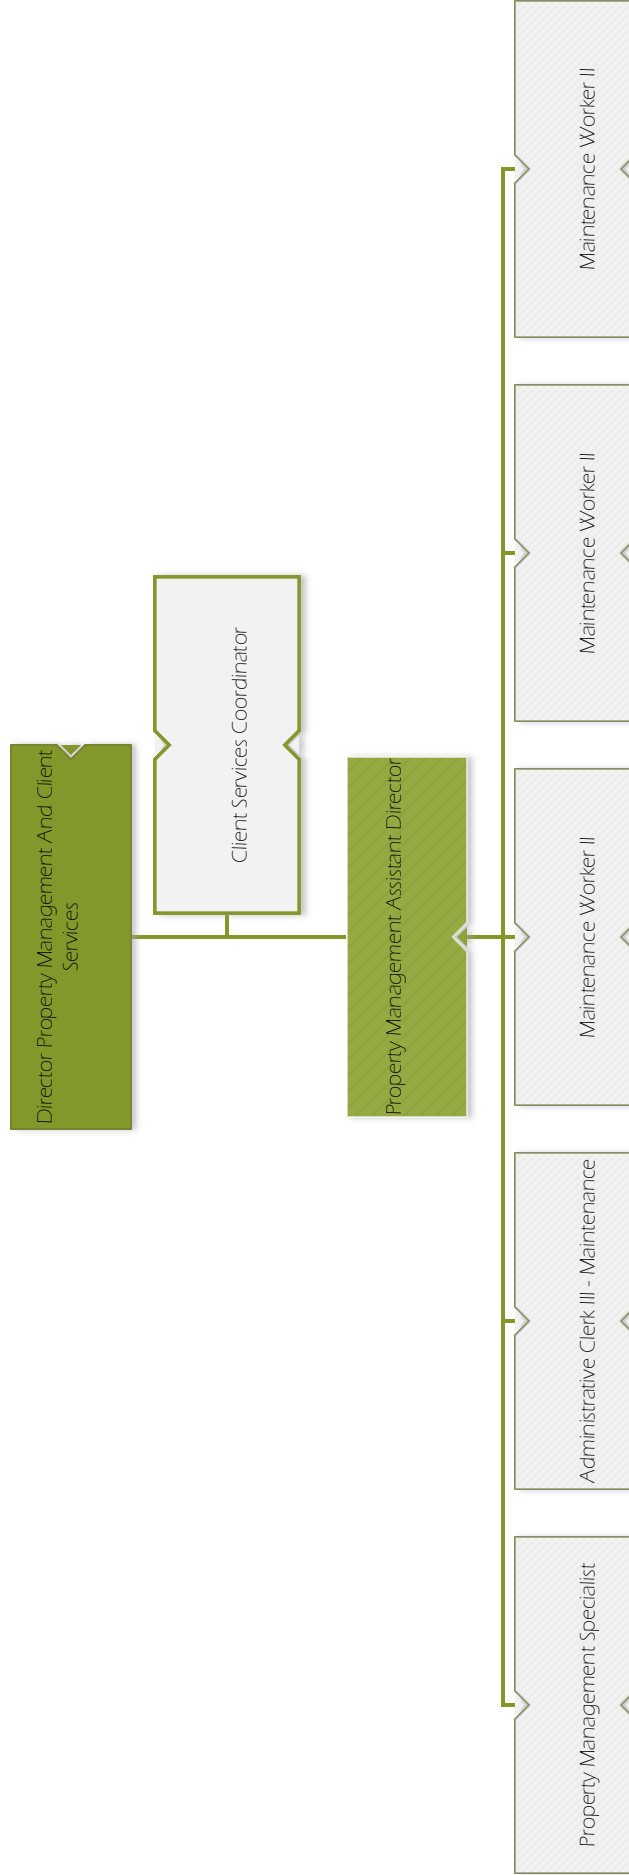 Director Property Management And Client
Services
Client Services Coordinator
Property Management Assistant Director
Property Management Specialist
Administrative Clerk III - Maintenance
Maintenance Worker II
Maintenance Worker II
Maintenance Worker II